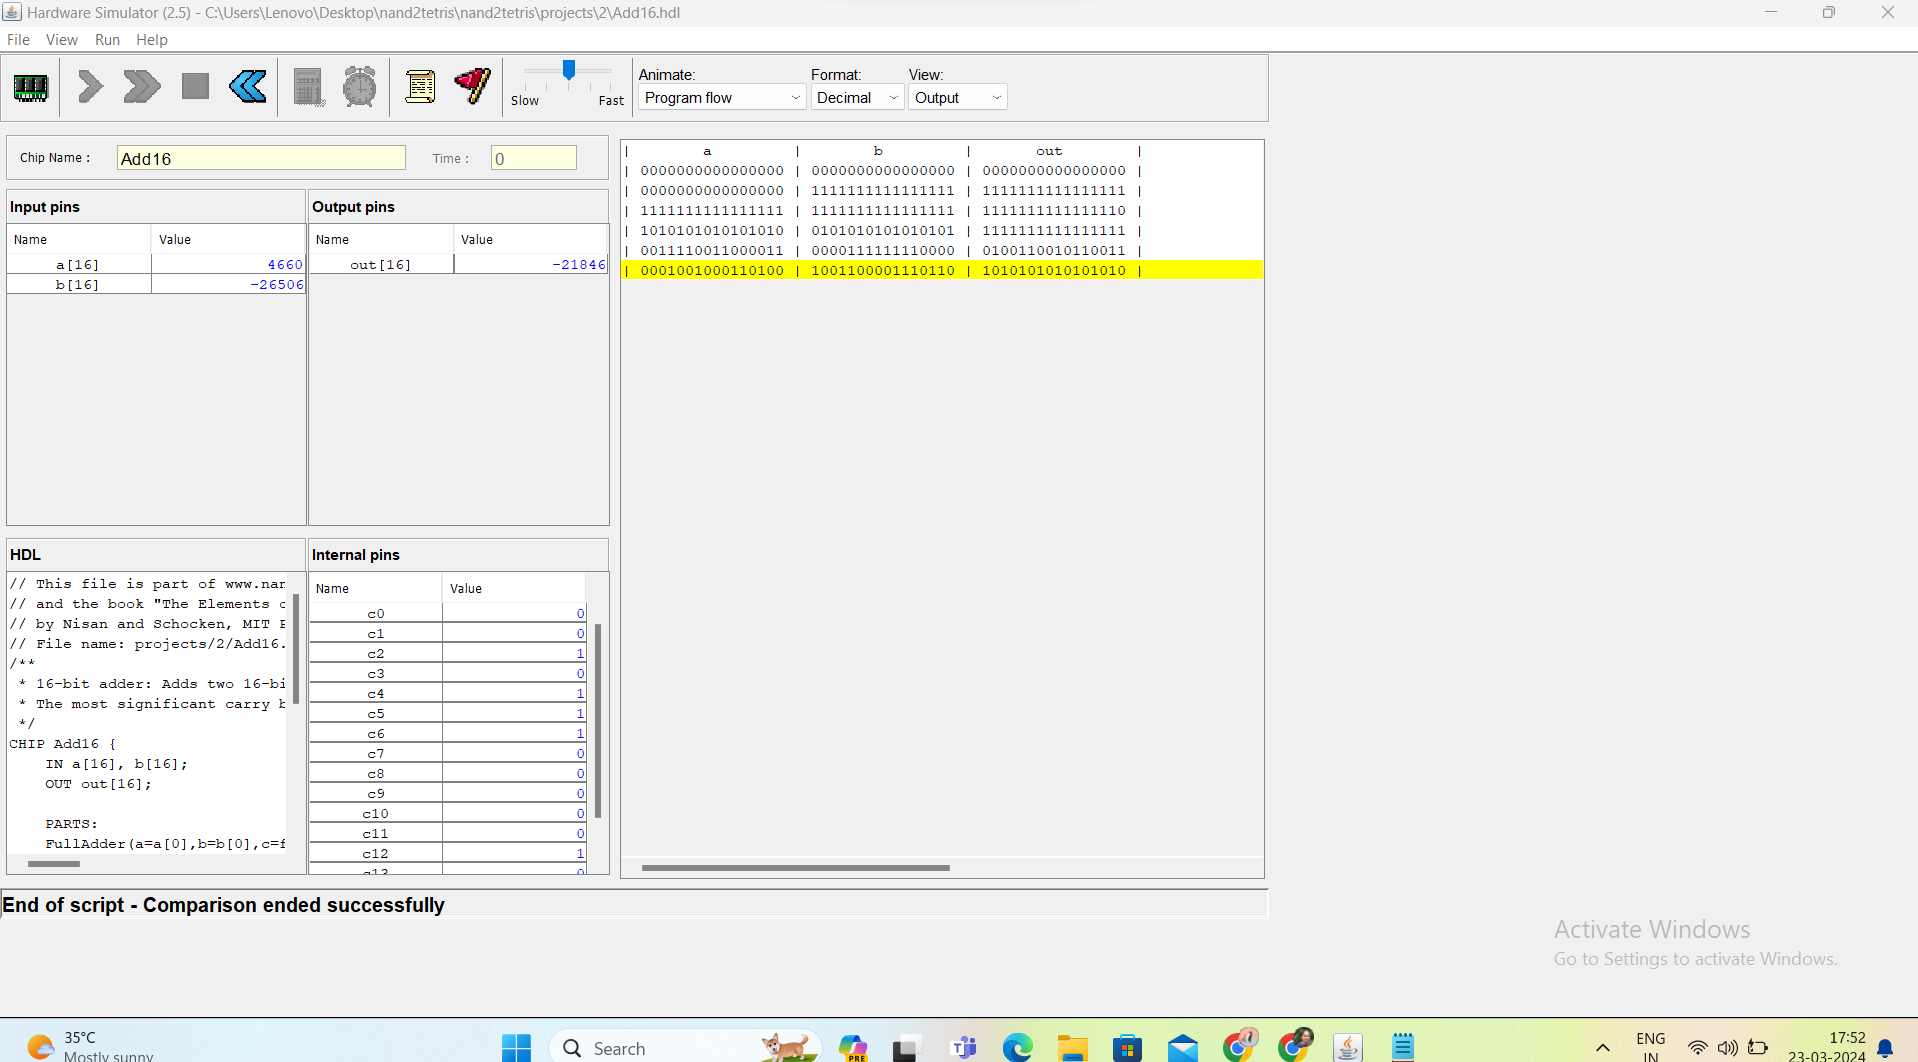 Hardware Simulator (2.5) - C:\Users\Lenovo\Desktop\nand2tetris\nand2tetris\projects\2\Add16.hdl
File View Run Help
Slow Fast
Animate: Format: View:
Program flow Decimal Output
Chip Name : Add16 Time : 0
Input pins
Name Value
a[16] 4660
b[16] -26506
Output pins
Name Value
out[16] -21846
| a | b | out |
| 0000000000000000 | 0000000000000000 | 0000000000000000 |
| 0000000000000000 | 1111111111111111 | 1111111111111111 |
| 1111111111111111 | 1111111111111111 | 1111111111111110 |
| 1010101010101010 | 0101010101010101 | 1111111111111111 |
| 0011110011000011 | 0000111111110000 | 0100110010110011 |
| 0001001000110100 | 1001100001110110 | 1010101010101010 |
HDL
// This file is part of www.nan
// and the book "The Elements o
// by Nisan and Schocken, MIT P
// File name: projects/2/Add16.
/**
* 16-bit adder: Adds two 16-bi
* The most significant carry b
*/
CHIP Add16 {
IN a[16], b[16];
OUT out[16];
PARTS:
FullAdder(a=a[0],b=b[0],c=f
Internal pins
Name Value
c0 0
c1 0
c2 1
c3 0
c4 1
c5 1
c6 1
c7 0
c8 0
c9 0
c10 0
c11 0
c12 1
c13 0
End of script - Comparison ended successfully
Activate Windows
Go to Settings to activate Windows.
35°C
Mostly sunny
Search
PRE
ENG
IN
17:52
23-03-2024